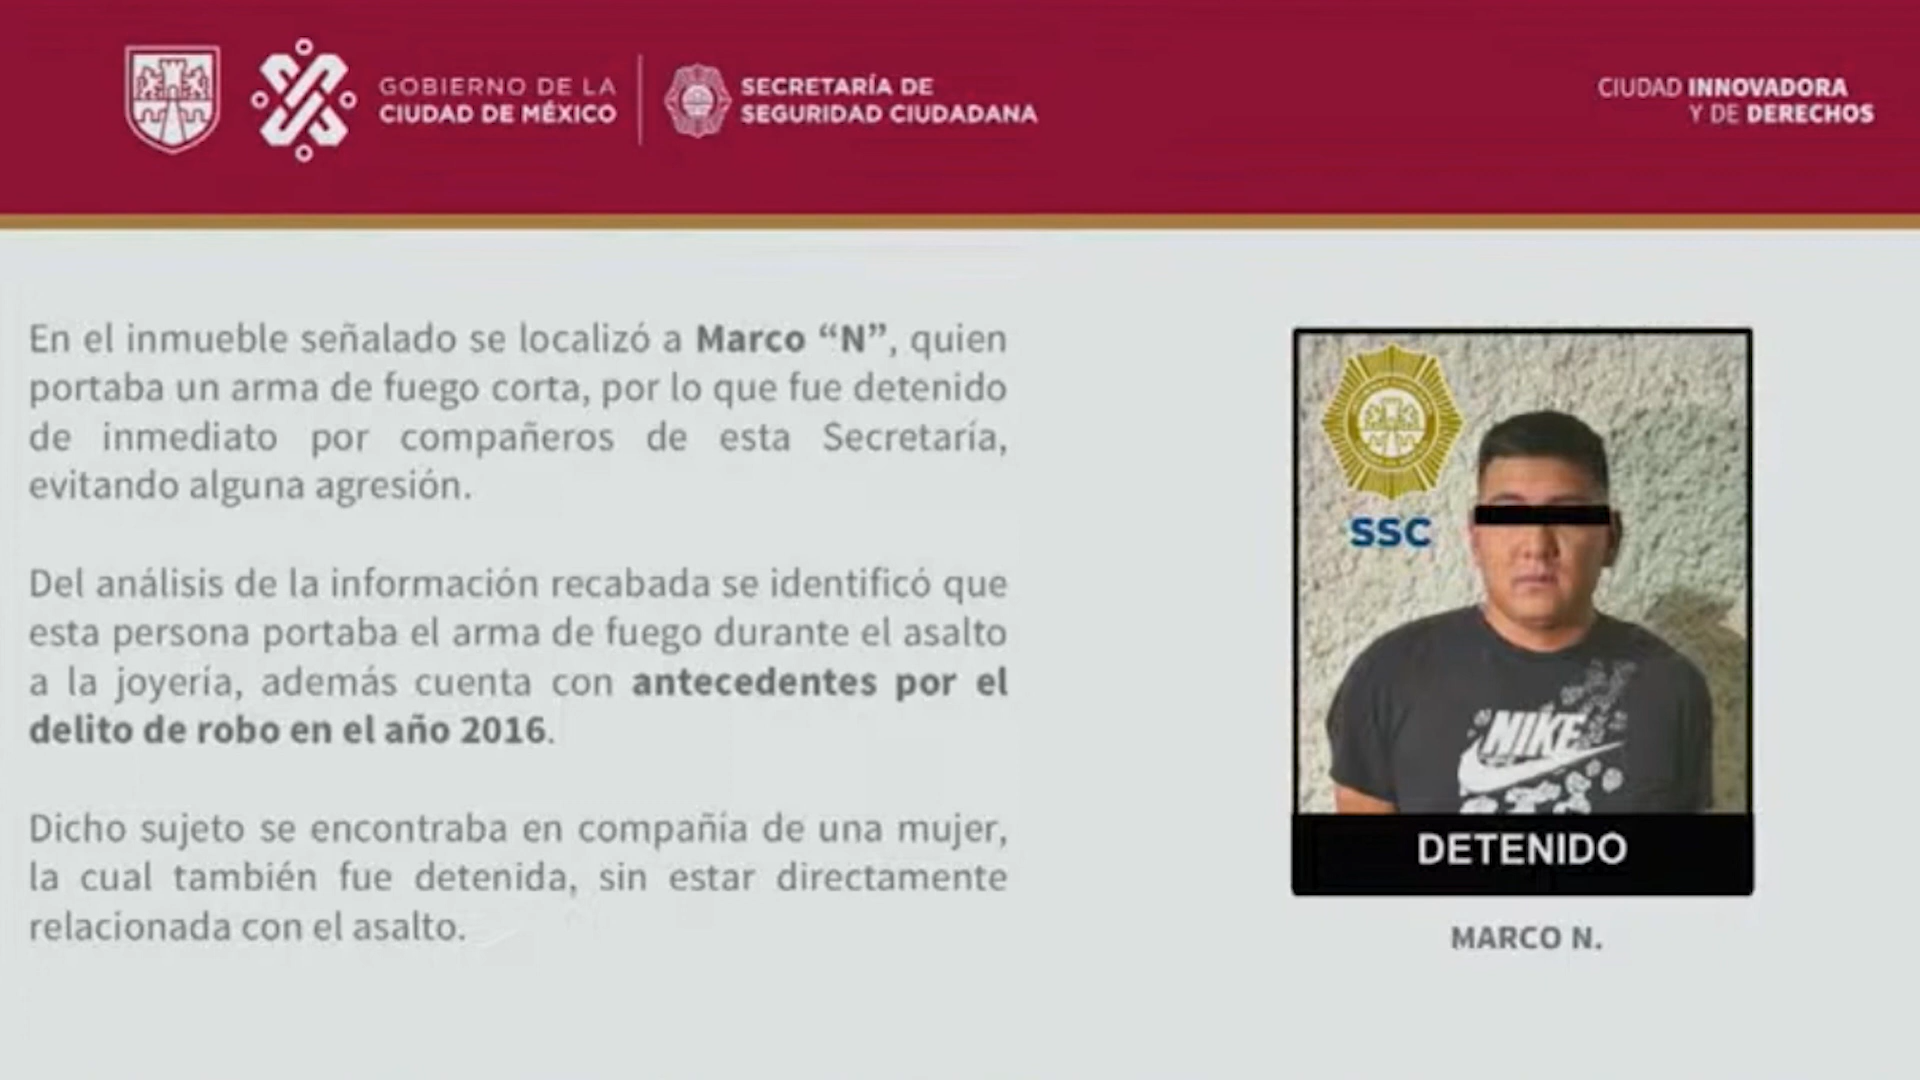 GOBIERNO DE LA
CIUDAD DE MÉXICO
SECRETARÍA DE
SEGURIDAD CIUDADANA
CIUDAD INNOVADORA
Y DE DERECHOS
En el inmueble señalado se localizó a Marco “N”, quien
portaba un arma de fuego corta, por lo que fue detenido
de inmediato por compañeros de esta Secretaría,
evitando alguna agresión.
Del análisis de la información recabada se identificó que
esta persona portaba el arma de fuego durante el asalto
a la joyería, además cuenta con antecedentes por el
delito de robo en el año 2016.
Dicho sujeto se encontraba en compañía de una mujer,
la cual también fue detenida, sin estar directamente
relacionada con el asalto.
SSC
NIKE
DETENIDO
MARCO N.